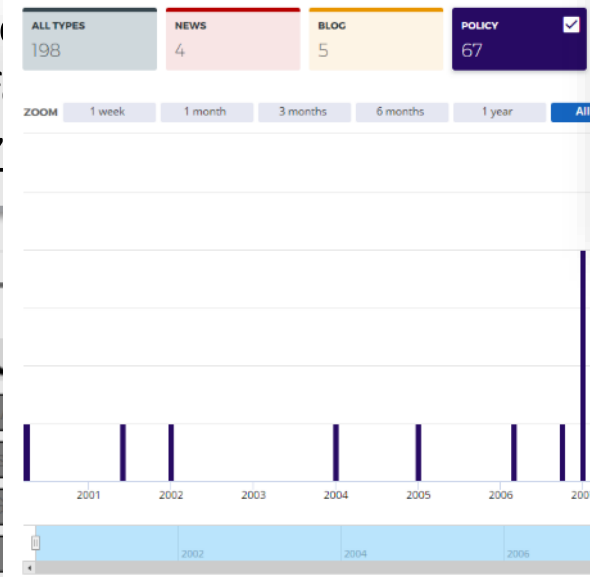 ALL TYPES NEWS BLOG POLICY
198 4 5 67
ZOOM 1 week 1 month 3 months 6 months 1 year All
2001 2002 2003 2004 2005 2006
2002 2004 2006